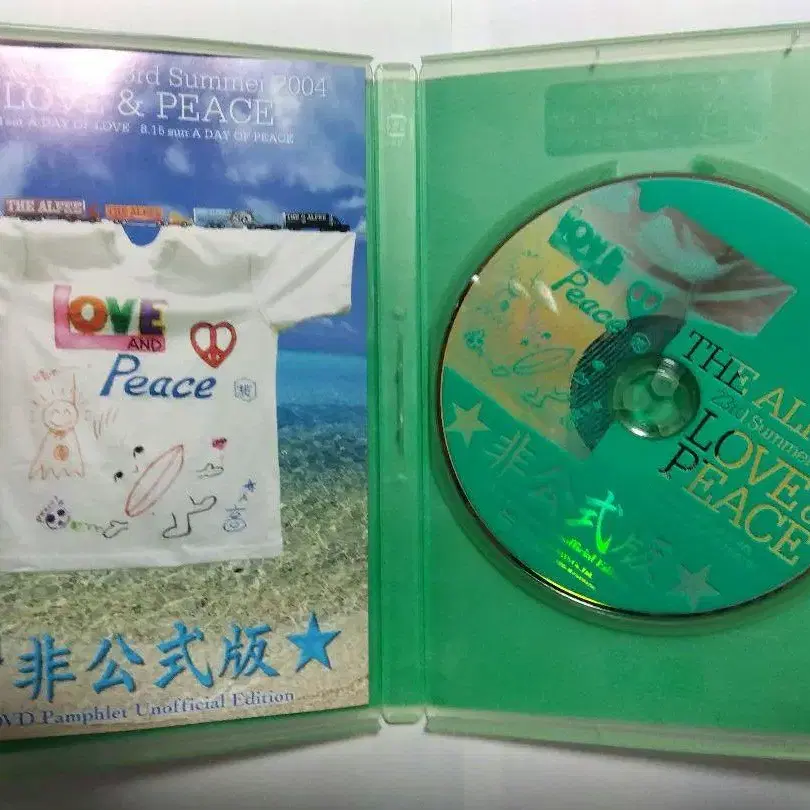 3rd Summer 2004
LOVE & PEACE
A DAY OF LOVE 8.15 sun A DAY OF PEACE
THE ALFEE
THE ALFEE
THE ALFEE
LOVE
AND
Peace
非公式版★
DVD Pamphlet Unofficial Edition
LOVE
Peace
THE AL
23rd Summer
LOVE
PEACE
★非公式版★